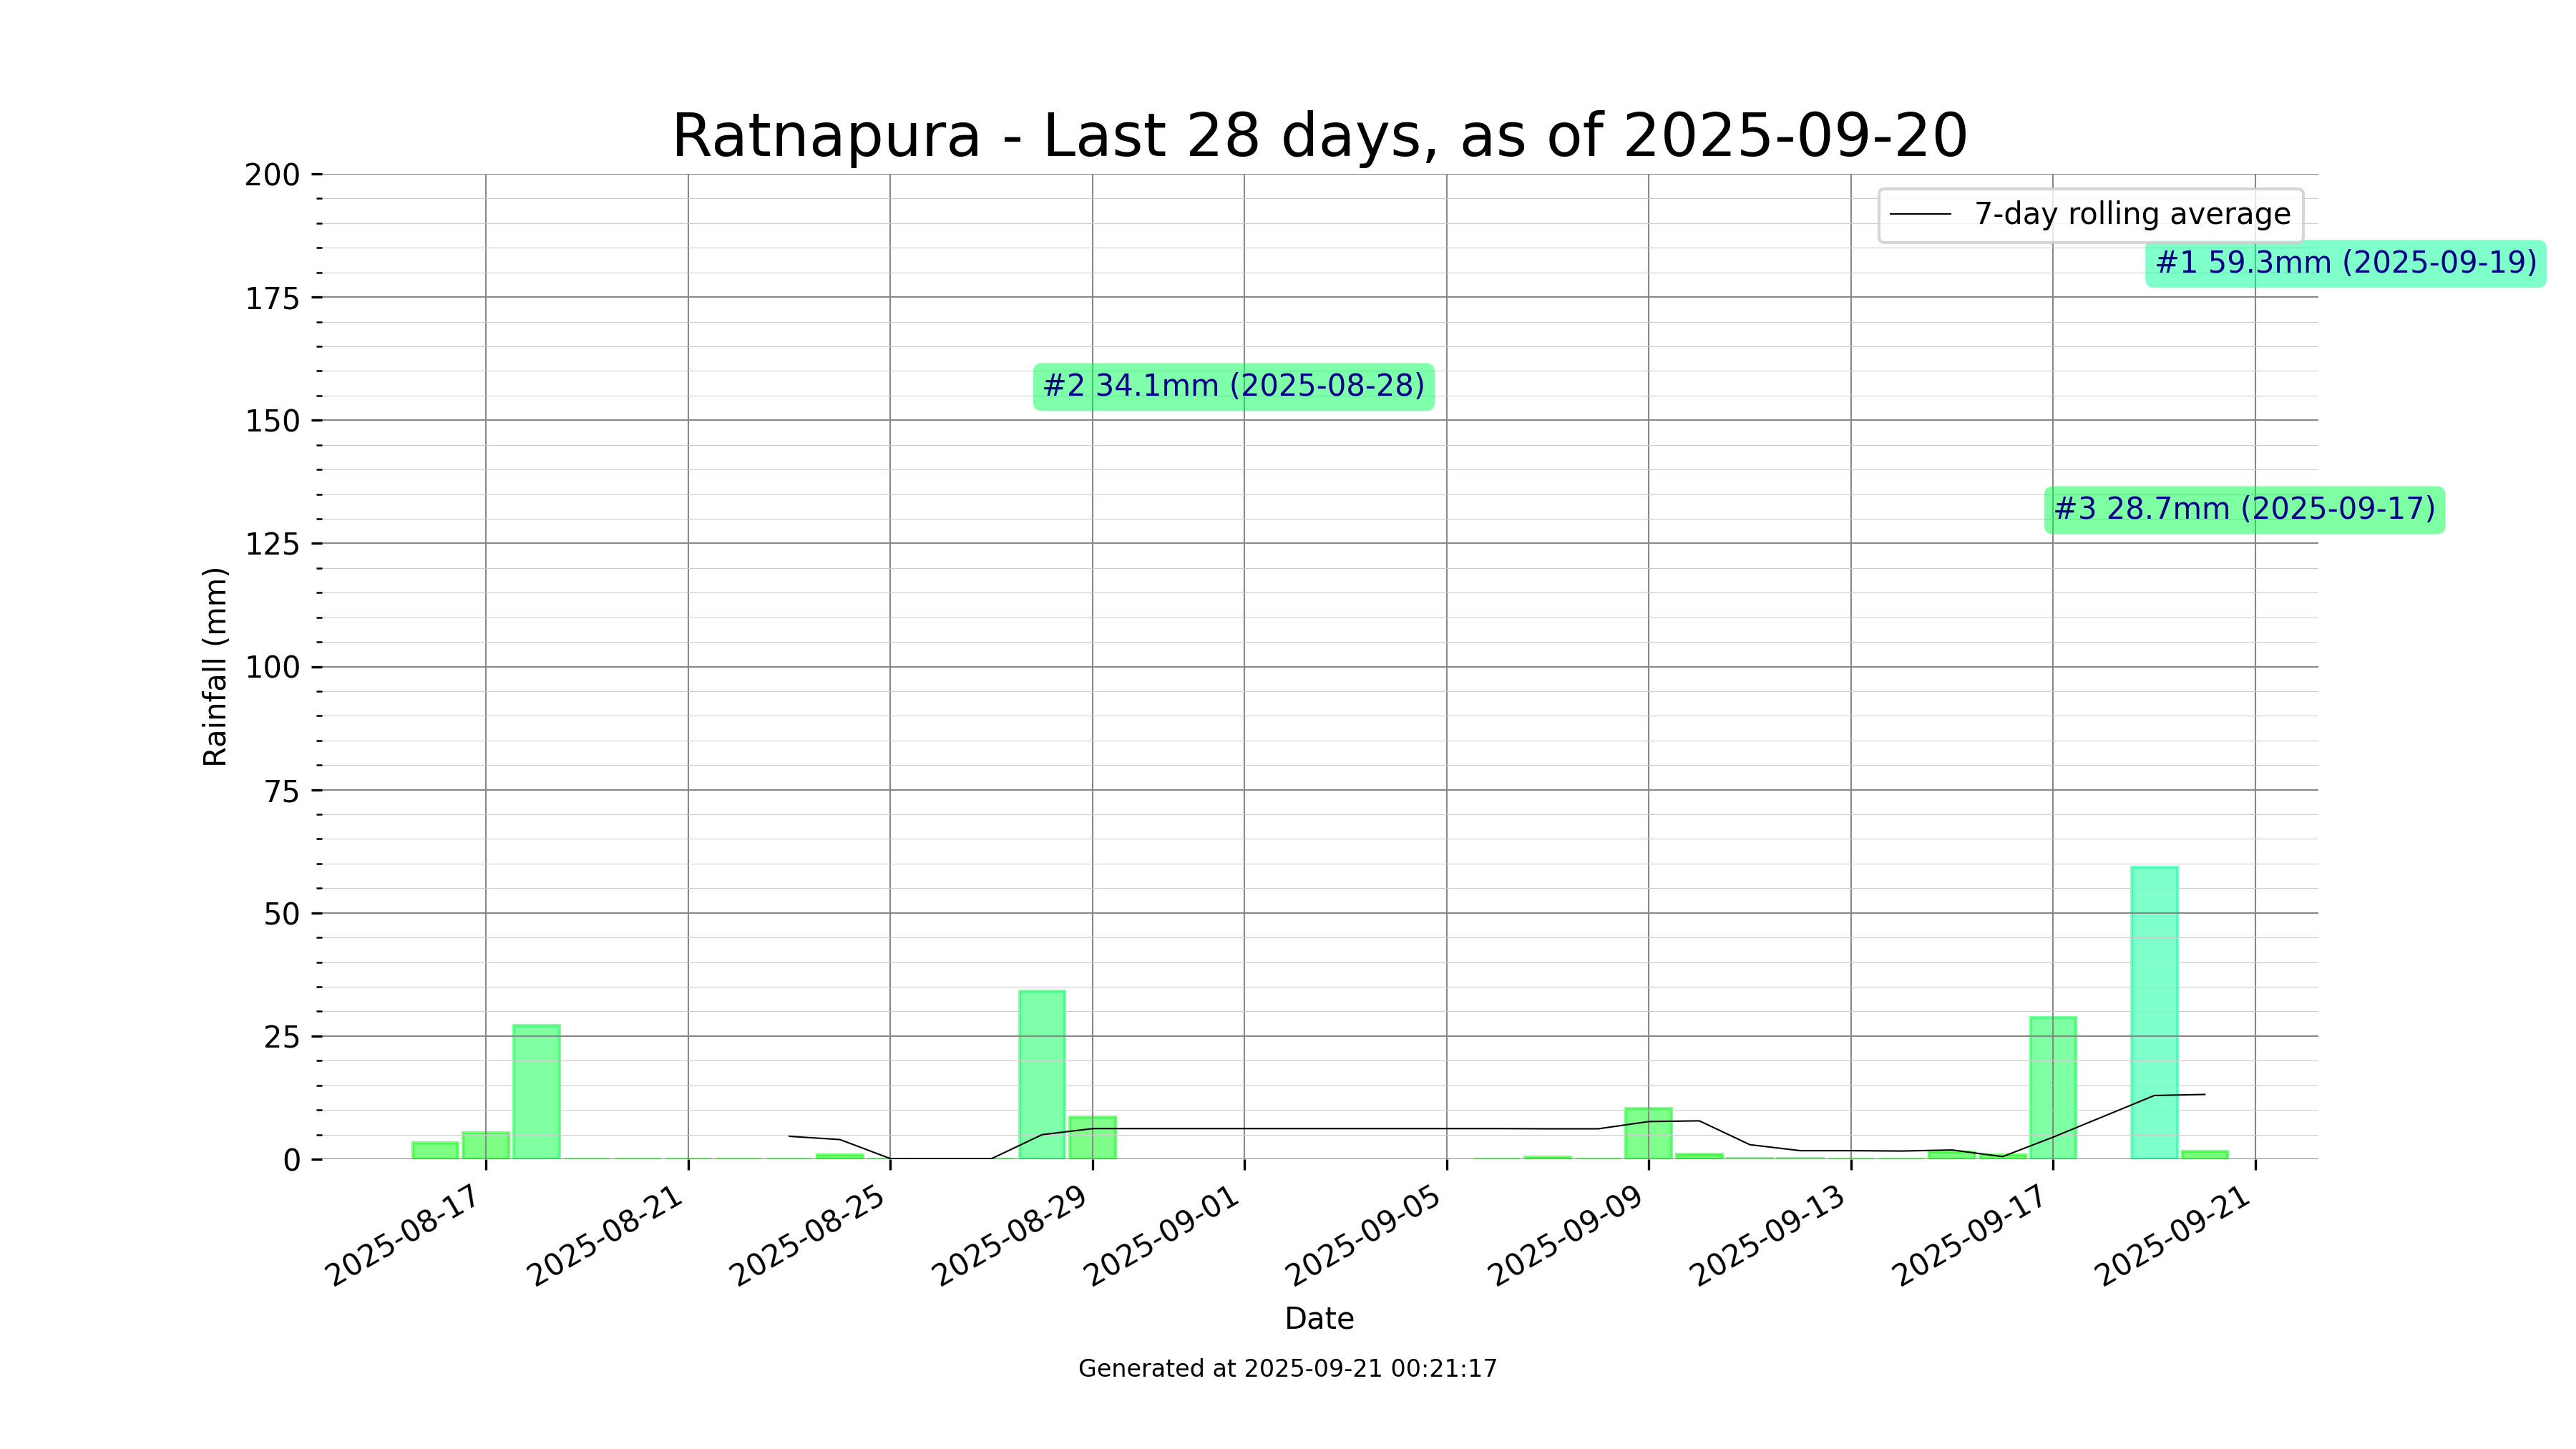 Ratnapura - Last 28 days, as of 2025-09-20
200
175
150
125
100
75
50
25
0
Rainfall (mm)
7-day rolling average
#1 59.3mm (2025-09-19)
#2 34.1mm (2025-08-28)
#3 28.7mm (2025-09-17)
2025-08-17
2025-08-21
2025-08-25
2025-08-29
2025-09-01
2025-09-05
2025-09-09
2025-09-13
2025-09-17
2025-09-21
Date
Generated at 2025-09-21 00:21:17